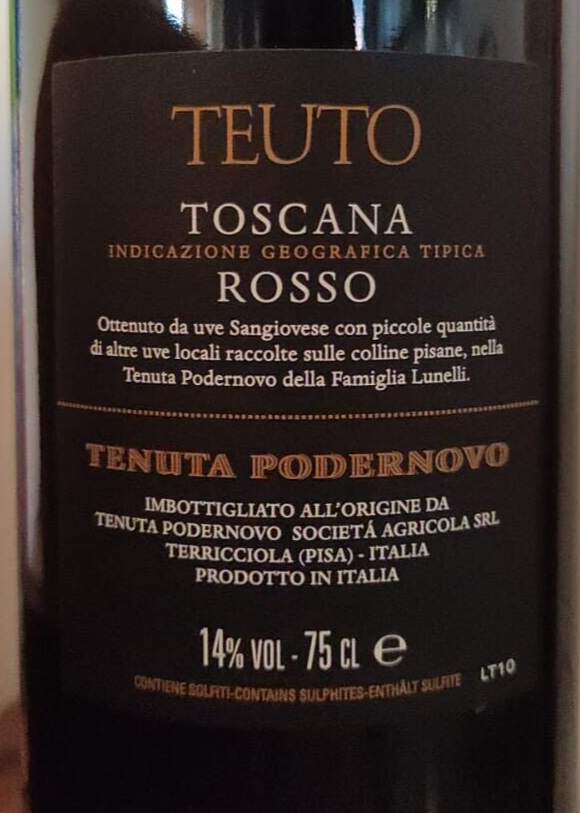 TEUTO
TOSCANA
INDICAZIONE GEOGRAFICA TIPICA
ROSSO
Ottenuto da uve Sangiovese con piccole quantità
di altre uve locali raccolte sulle colline pisane, nella
Tenuta Podernovo della Famiglia Lunelli.
TENUTA PODERNOVO
IMBOTTIGLIATO ALL'ORIGINE DA
TENUTA PODERNOVO SOCIETÁ AGRICOLA SRL
TERRICCIOLA (PISA) - ITALIA
PRODOTTO IN ITALIA
14% VOL - 75 CL ℮
CONTIENE SOLFITI-CONTAINS SULPHITES-ENTHÄLT SULFITE LT10